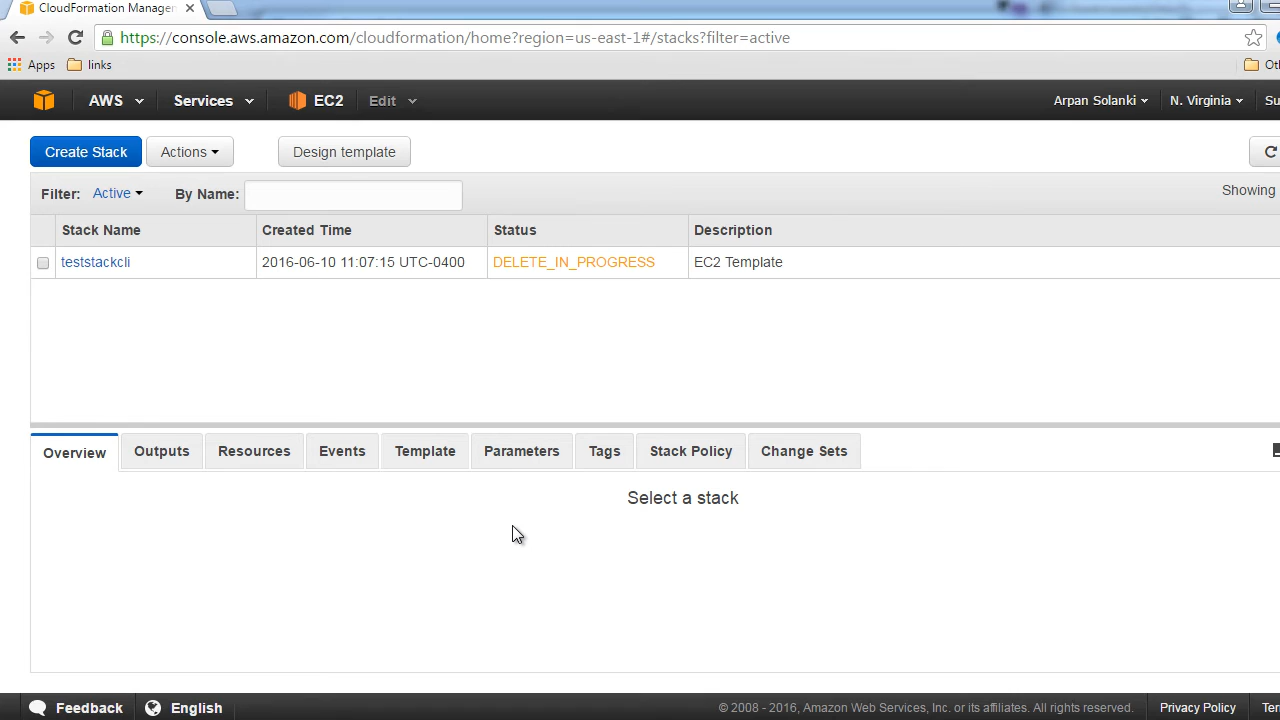 CloudFormation Manager
https://console.aws.amazon.com/cloudformation/home?region=us-east-1#/stacks?filter=active
Apps links
AWS Services EC2 Edit Arpan Solanki N. Virginia
Create Stack Actions Design template
Filter: Active By Name: Showing
Stack Name Created Time Status Description
teststackcli 2016-06-10 11:07:15 UTC-0400 DELETE_IN_PROGRESS EC2 Template
Overview Outputs Resources Events Template Parameters Tags Stack Policy Change Sets
Select a stack
Feedback English © 2008 - 2016, Amazon Web Services, Inc. or its affiliates. All rights reserved. Privacy Policy